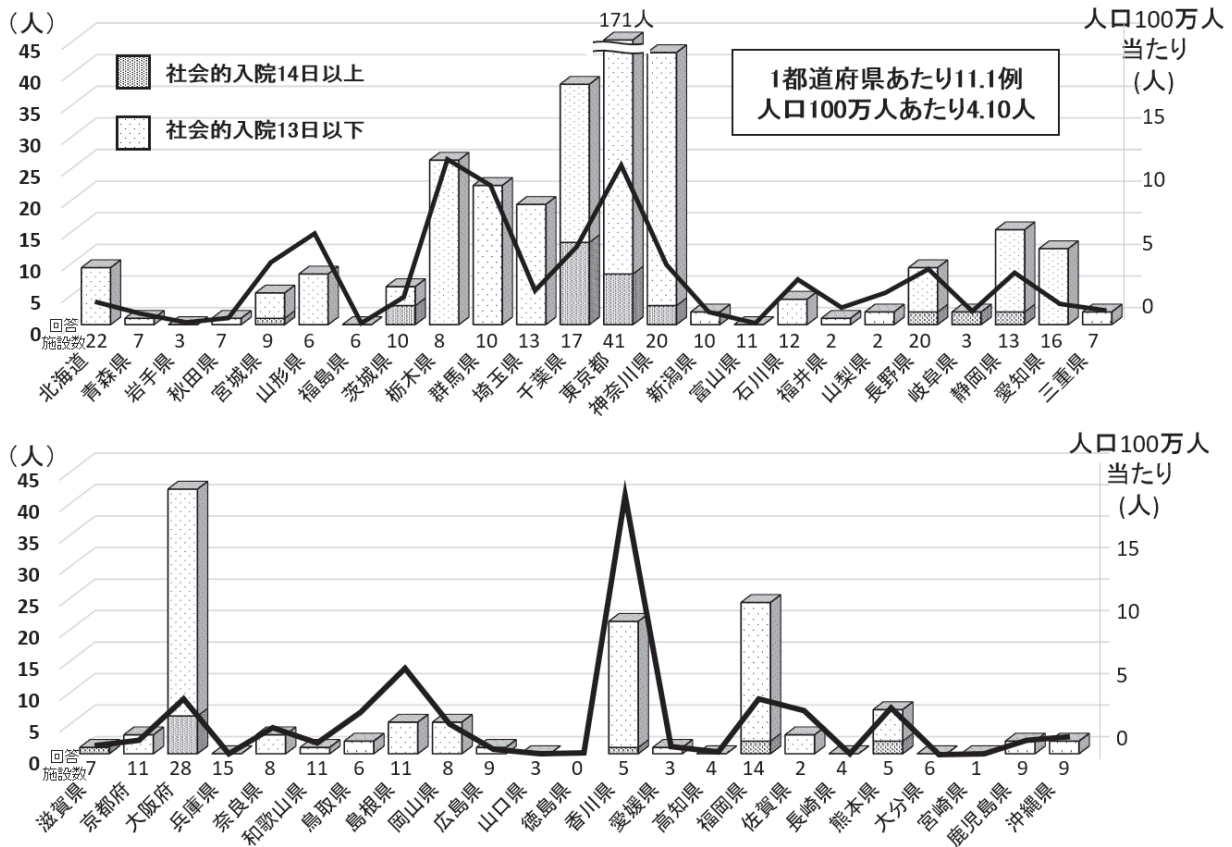 (人)
171人
人口100万人
当たり
(人)
45
40
35
30
25
20
15
10
5
0
社会的入院14日以上
社会的入院13日以下
1都道府県あたり11.1例
人口100万人あたり4.10人
15
10
5
0
回答
施設数
22 7 3 7 9 6 6 10 8 10 13 17 41 20 10 11 12 2 2 20 3 13 16 7
北海道 青森県 岩手県 秋田県 宮城県 山形県 福島県 茨城県 栃木県 群馬県 埼玉県 千葉県 東京都 神奈川県 新潟県 富山県 石川県 福井県 山梨県 長野県 岐阜県 静岡県 愛知県 三重県
(人)
人口100万人
当たり
(人)
45
40
35
30
25
20
15
10
5
0
15
10
5
0
回答
施設数
7 11 28 15 8 11 6 11 9 9 3 0 5 3 4 14 2 4 5 6 1 9 9
滋賀県 京都府 大阪府 兵庫県 奈良県 和歌山県 鳥取県 島根県 岡山県 広島県 山口県 徳島県 香川県 愛媛県 高知県 福岡県 佐賀県 長崎県 熊本県 大分県 宮崎県 鹿児島県 沖縄県